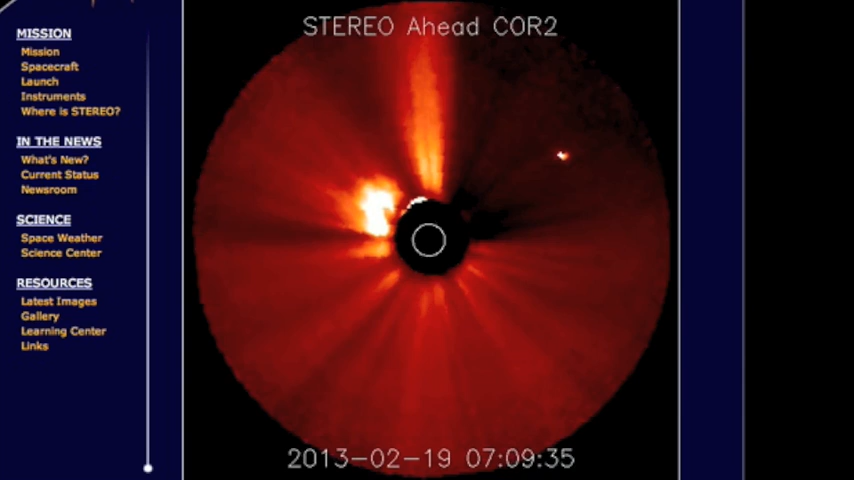 MISSION
Mission
Spacecraft
Launch
Instruments
Where is STEREO?
IN THE NEWS
What's New?
Current Status
Newsroom
SCIENCE
Space Weather
Science Center
RESOURCES
Latest Images
Gallery
Learning Center
Links
STEREO Ahead COR2
2013-02-19 07:09:35